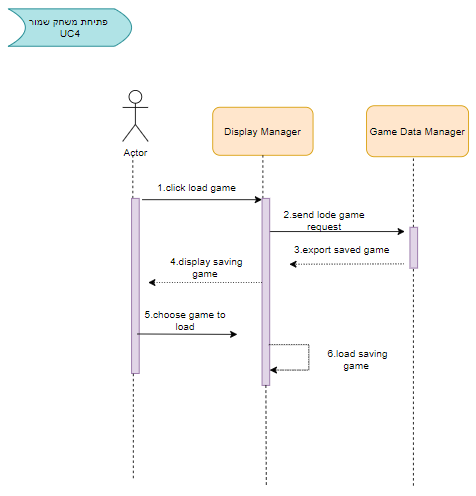 פתיחת משחק שמור
UC4
Actor
Display Manager
Game Data Manager
1.click load game
2.send lode game
request
3.export saved game
4.display saving
game
5.choose game to
load
6.load saving
game